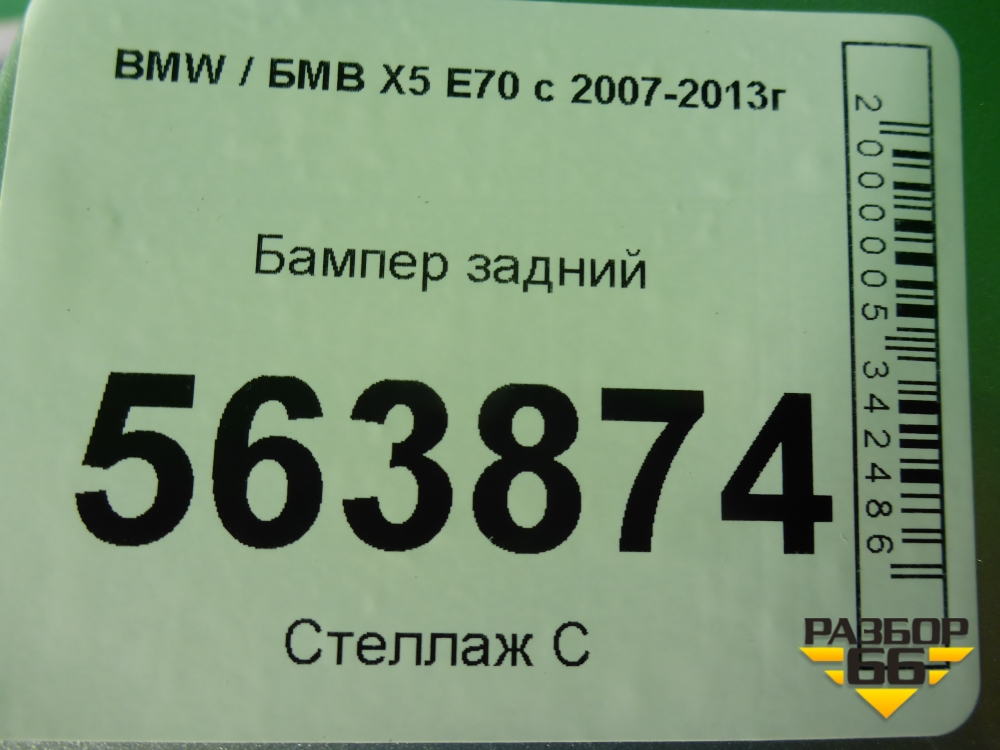 BMW / БМВ X5 E70 с 2007-2013г
Бампер задний
563874
Стеллаж С
2000005342486
РАЗБОР
66